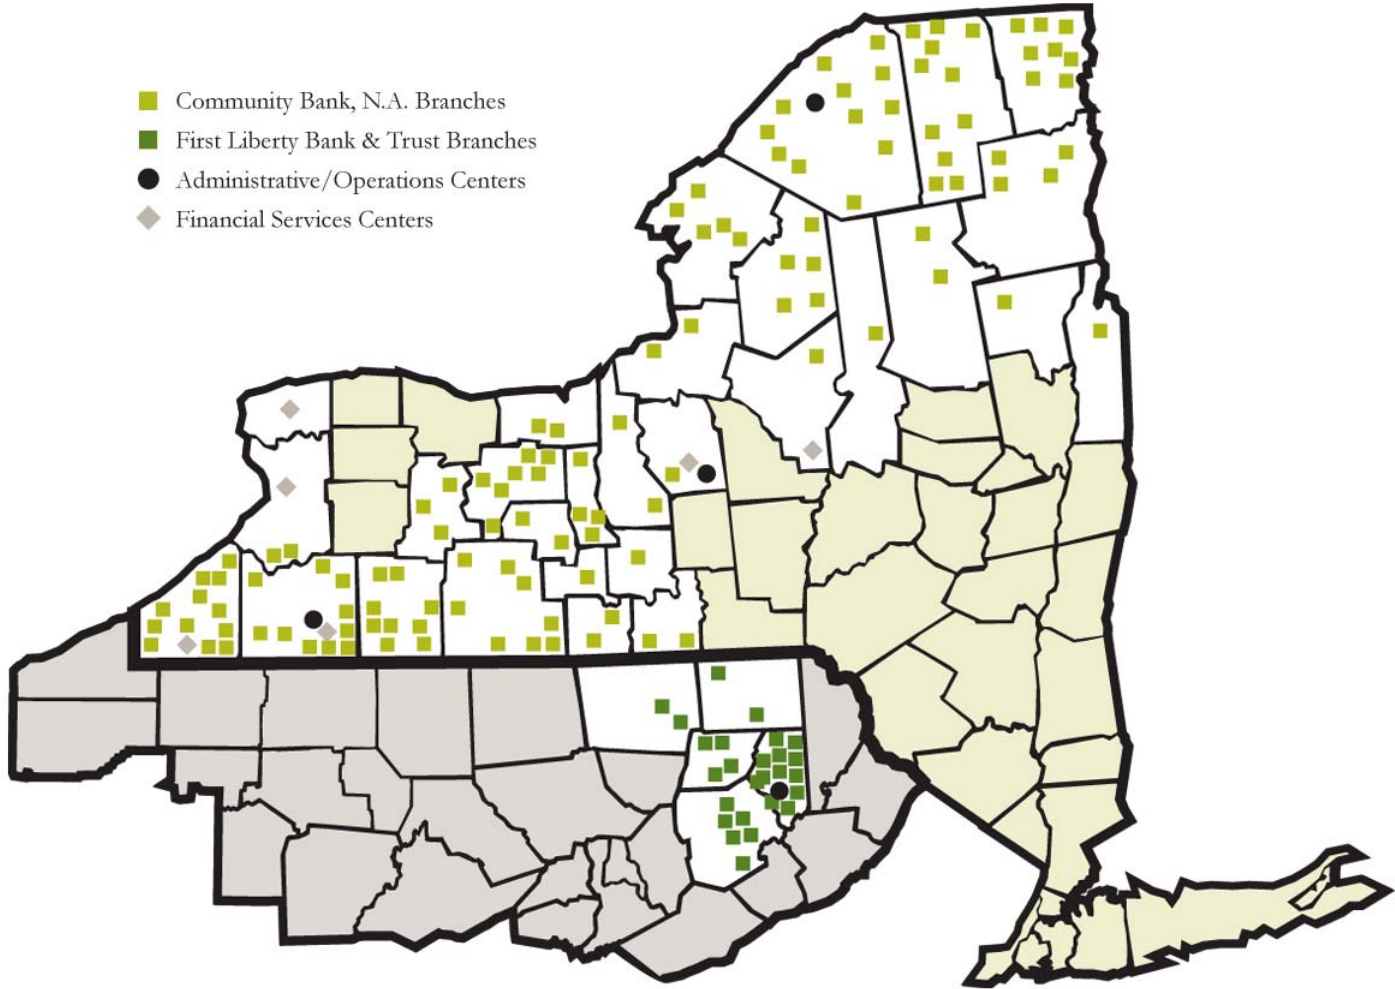 Community Bank, N.A. Branches
First Liberty Bank & Trust Branches
Administrative/Operations Centers
Financial Services Centers